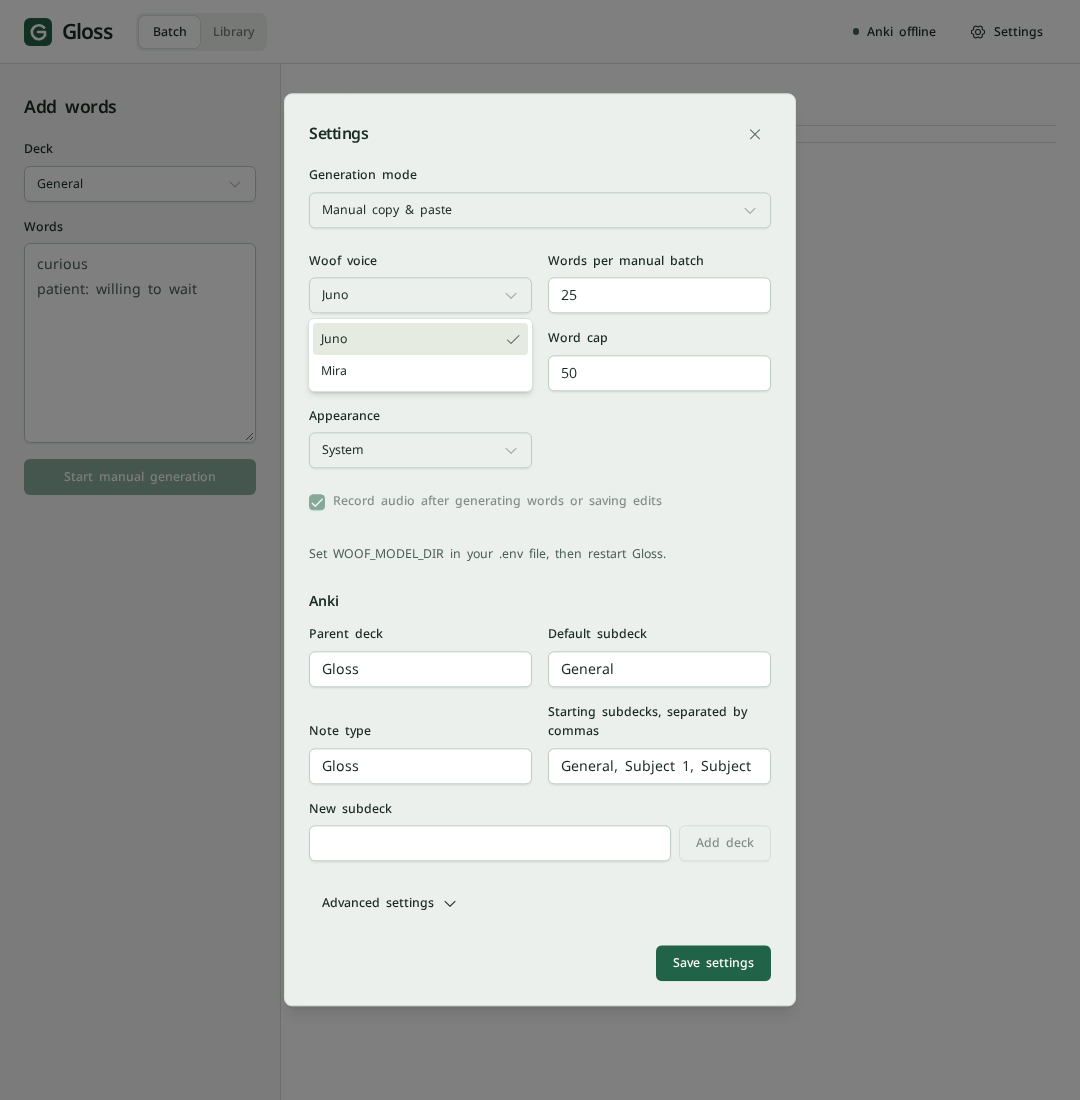 Gloss
Batch
Library
Anki offline
Settings
Add words
Deck
General
Words
curious
patient: willing to wait
Start manual generation
Settings
Generation mode
Manual copy & paste
Woof voice
Words per manual batch
Juno
25
Juno
Mira
Word cap
50
Appearance
System
Record audio after generating words or saving edits
Set WOOF_MODEL_DIR in your .env file, then restart Gloss.
Anki
Parent deck
Default subdeck
Gloss
General
Note type
Starting subdecks, separated by
commas
Gloss
General, Subject 1, Subject
New subdeck
Add deck
Advanced settings
Save settings